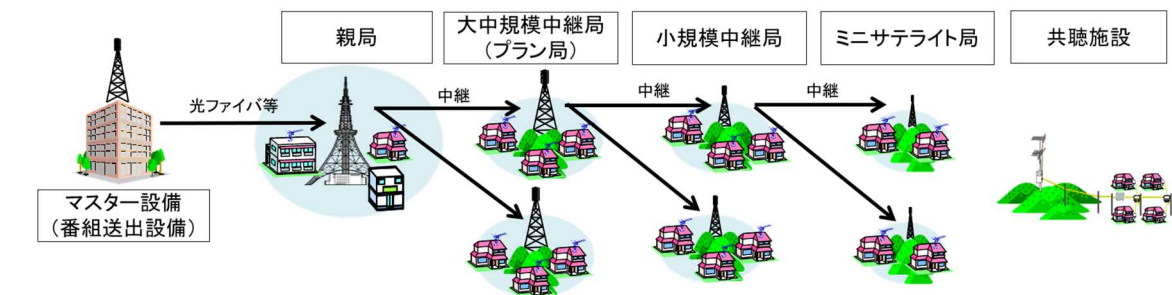 親局
大中規模中継局
(プラン局)
小規模中継局
ミニサテライト局
共聴施設
光ファイバ等
中継
中継
中継
マスター設備
(番組送出設備)